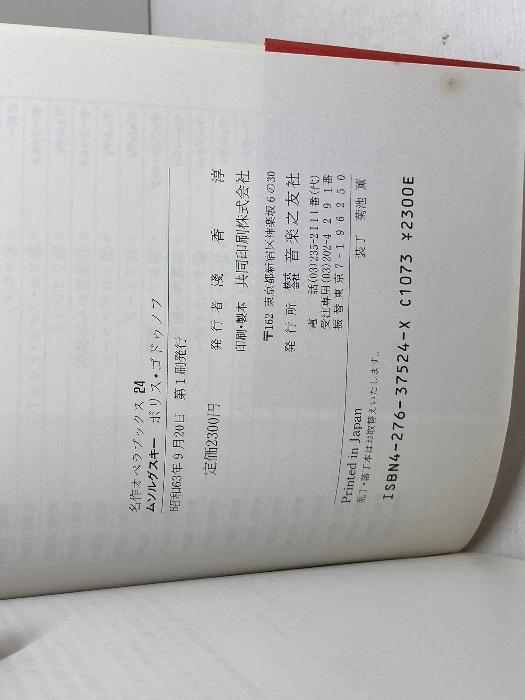 名作オペラブックス 24
ムソルグスキー ボリス・ゴドゥノフ
昭和63年9月20日 第1刷発行
定価2300円
発行者 淺香 淳
印刷・製本 共同印刷株式会社
〒162 東京都新宿区神楽坂6の30
発行所 株式会社 音楽之友社
電話(03)235-2111番(代)
受注専用(03)202-4291番
振替東京7-196250
装丁 菊池薫
Printed in Japan
乱丁・落丁本はお取替えいたします。
ISBN4-276-37524-X C1073 ¥2300E